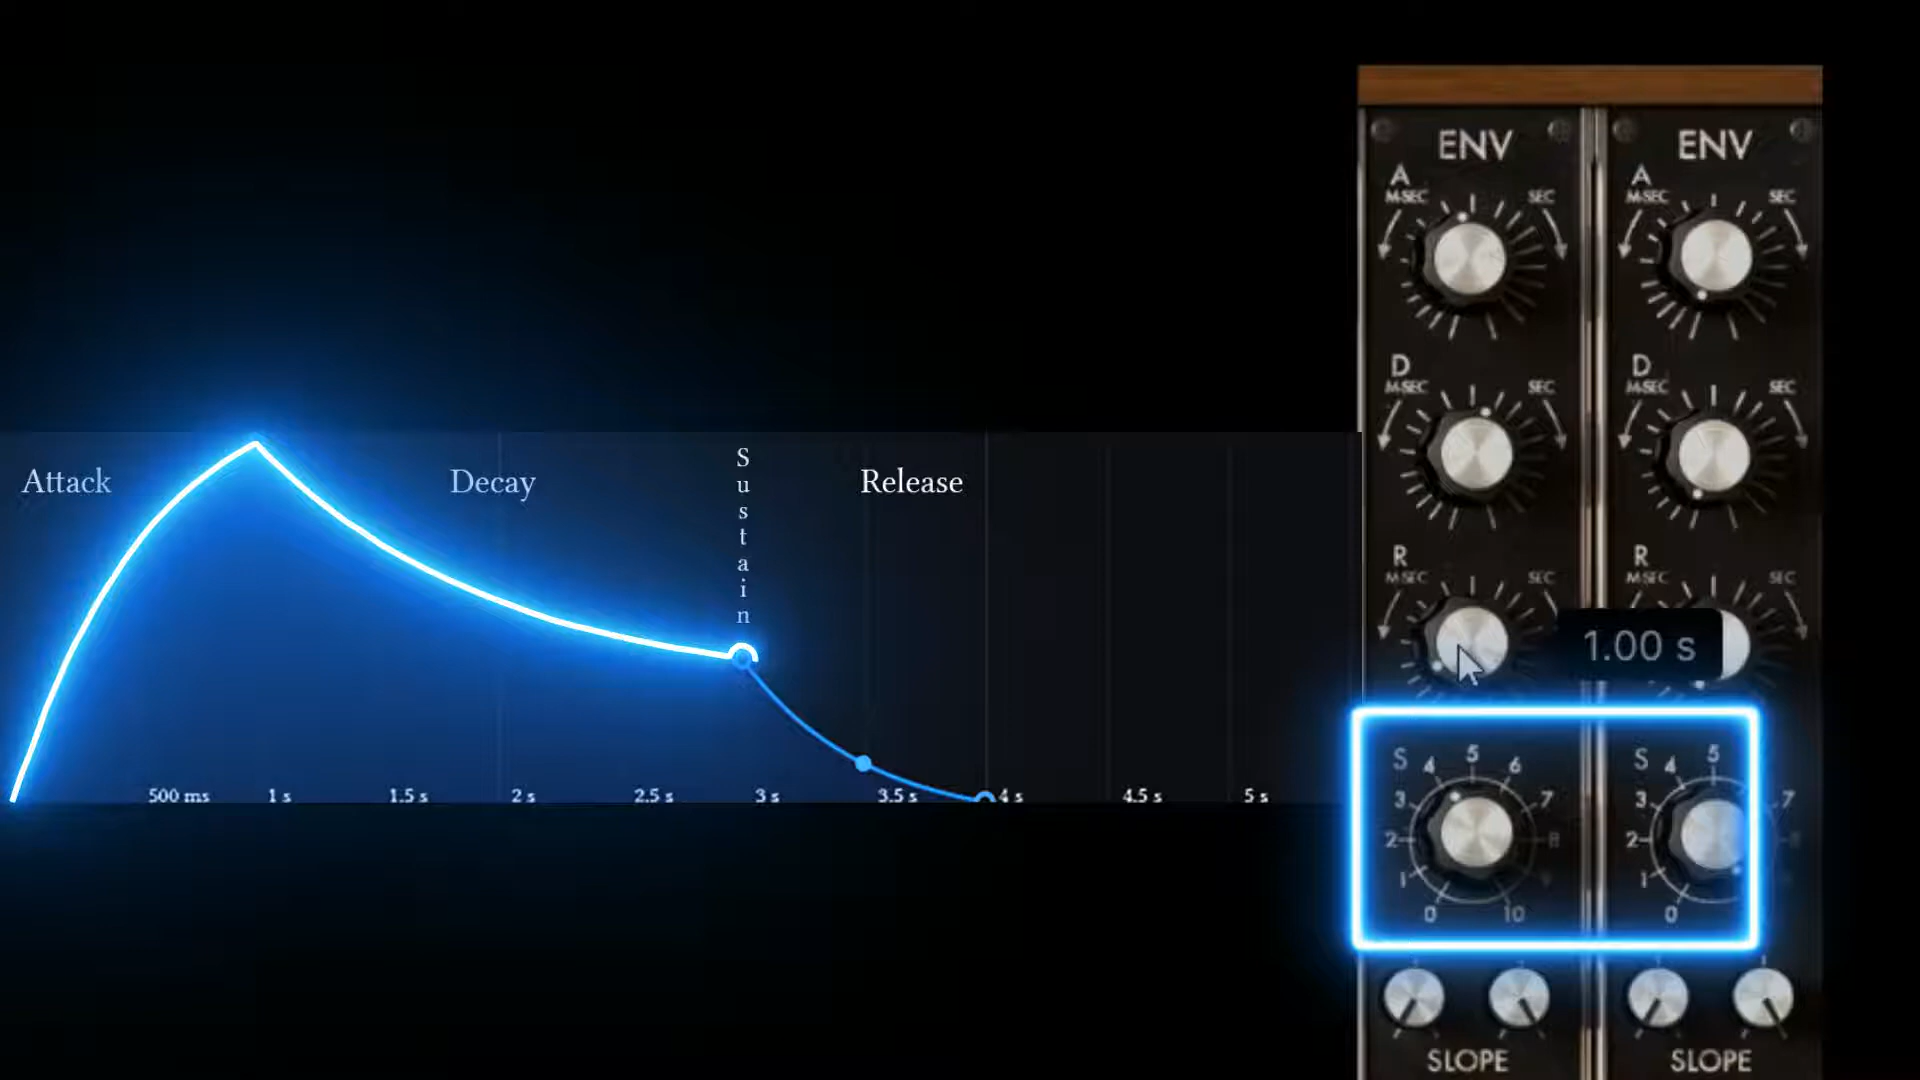 Attack
Decay
Sustain
Release
500 ms
1 s
1.5 s
2 s
2.5 s
3 s
3.5 s
4 s
4.5 s
5 s
ENV
A
M-SEC
SEC
D
M-SEC
SEC
R
M-SEC
SEC
S
0
1
2
3
4
5
6
7
8
10
SLOPE
ENV
A
M-SEC
SEC
D
M-SEC
SEC
R
M-SEC
SEC
1.00 s
S
0
1
2
3
4
5
7
SLOPE